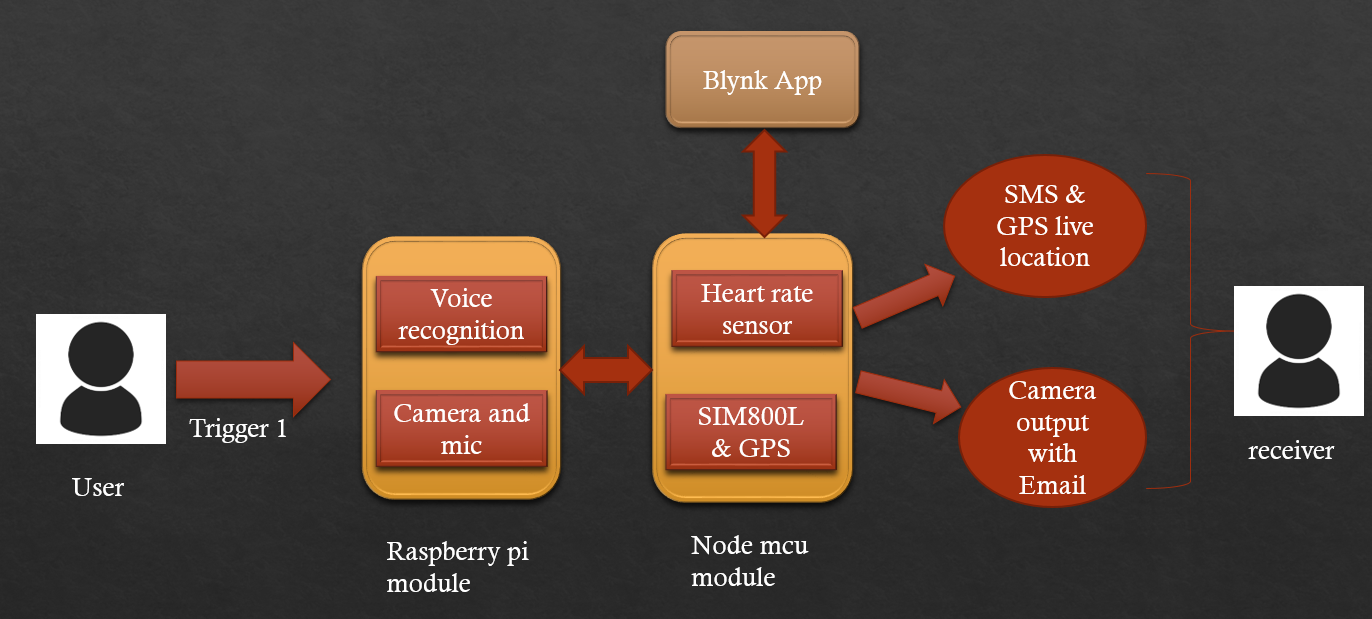 Blynk App
SMS &
GPS live
location
Voice
recognition
Heart rate
sensor
Camera and
mic
SIM800L
& GPS
Camera
output
with
Email
Trigger 1
User
receiver
Raspberry pi
module
Node mcu
module